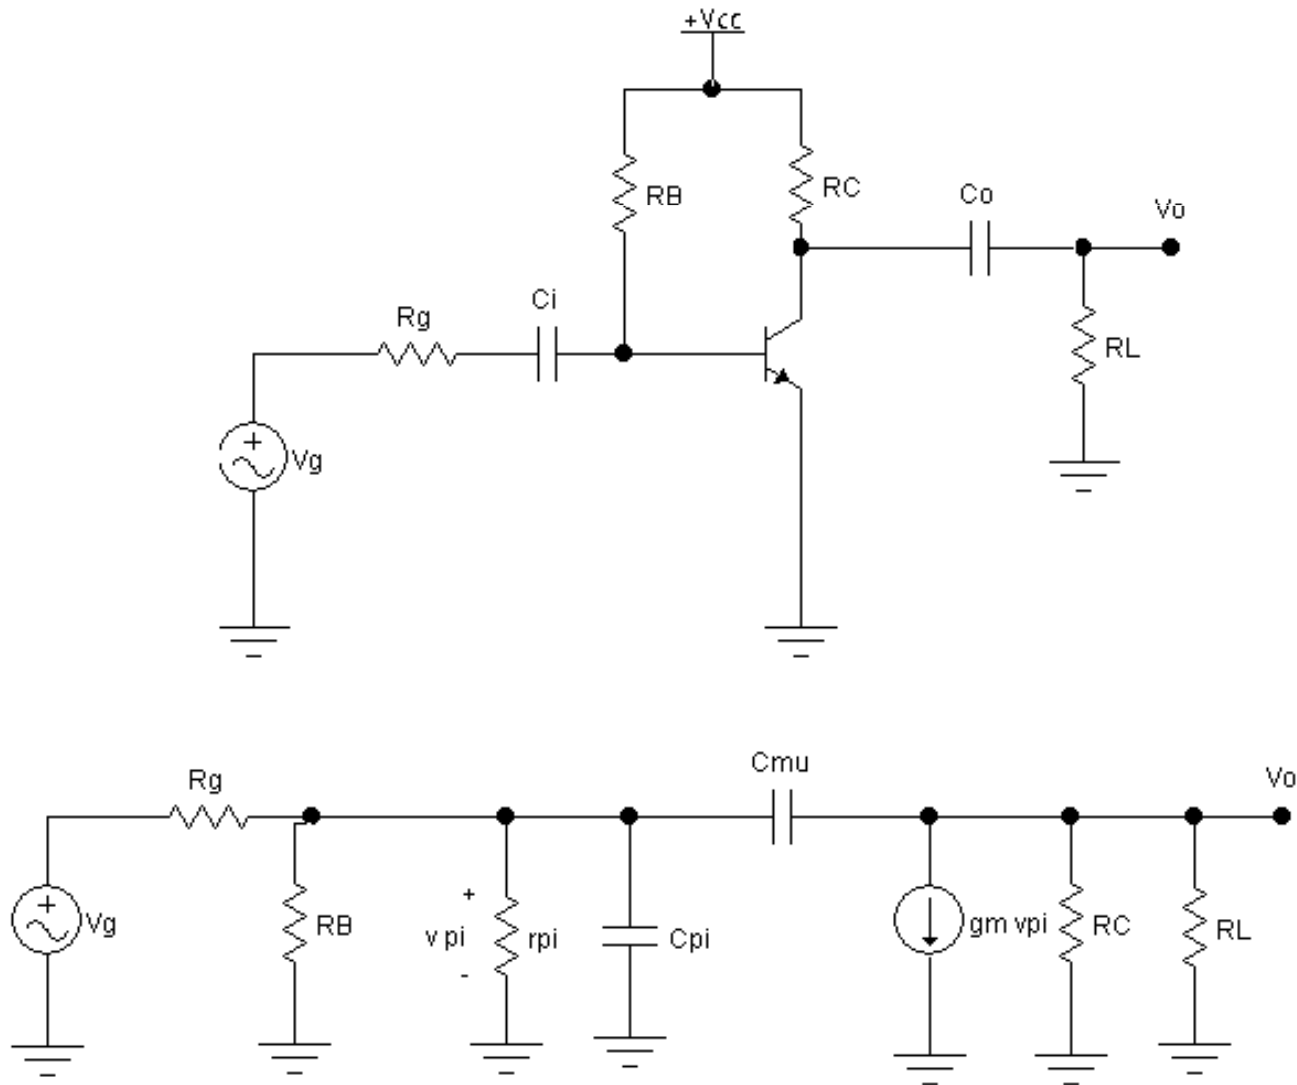 +Vcc
RB
RC
Co
Vo
Ci
Rg
RL
+
Vg
Cmu
Vo
Rg
+
Vg
RB
+
v pi
-
rpi
Cpi
gm vpi
RC
RL